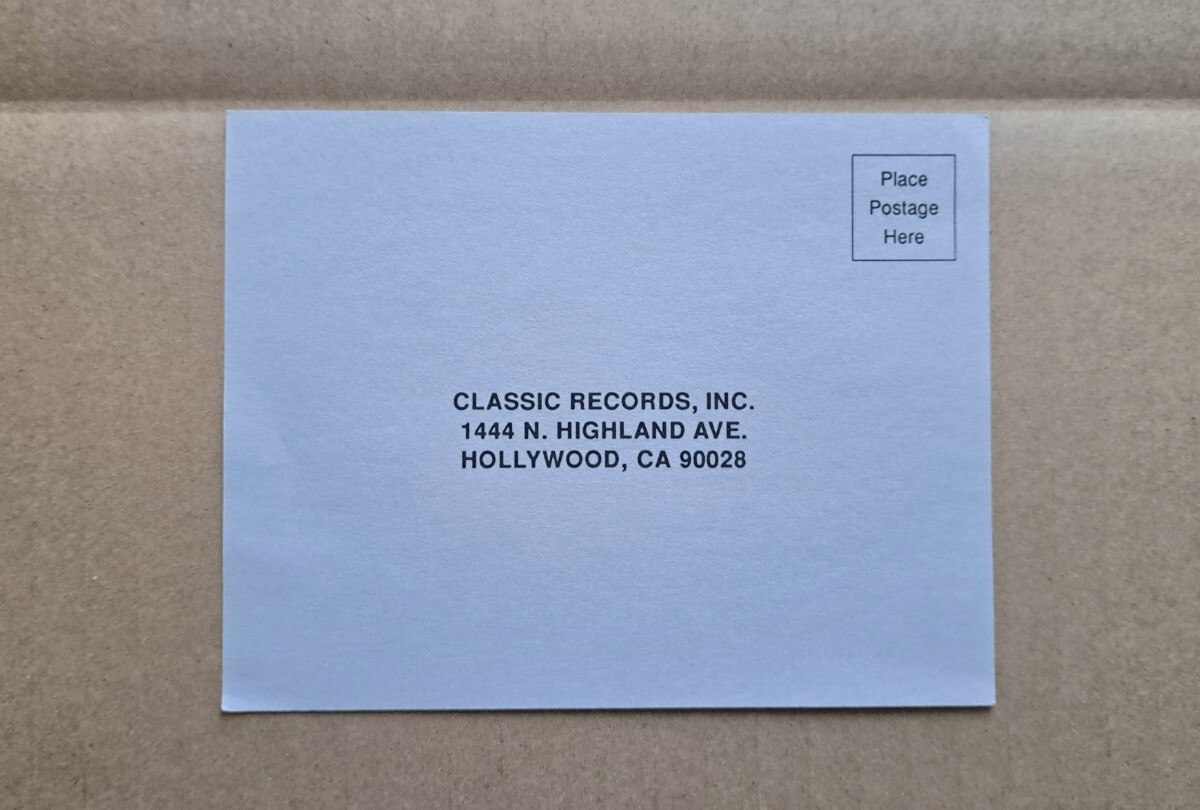 Place
Postage
Here
CLASSIC RECORDS, INC.
1444 N. HIGHLAND AVE.
HOLLYWOOD, CA 90028